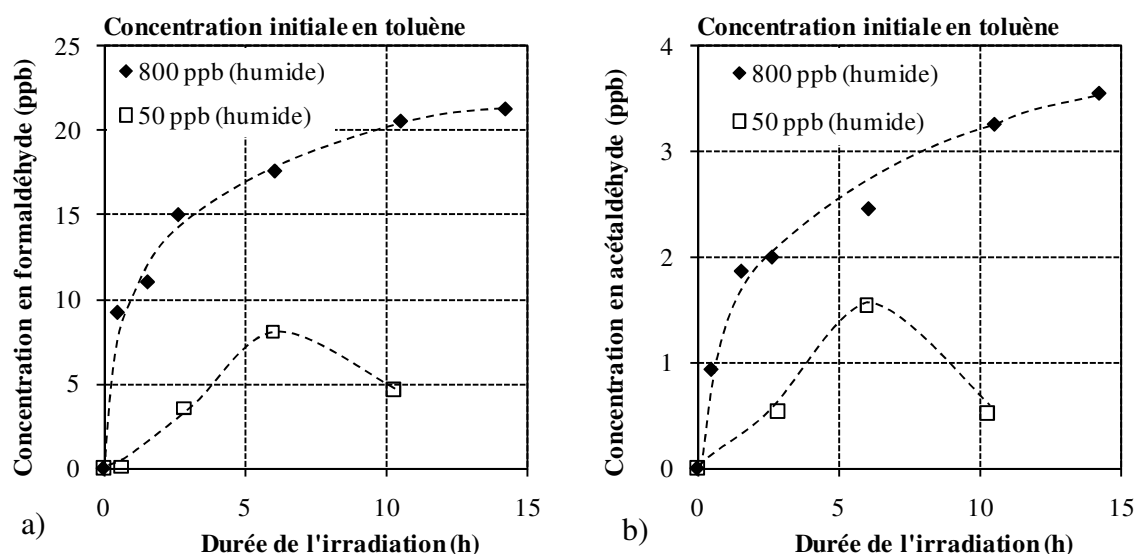 Concentration initiale en toluène
800 ppb (humide)
50 ppb (humide)
Concentration en formaldéhyde (ppb)
25
20
15
10
5
0
0 5 10 15
Durée de l'irradiation (h)
a)
Concentration initiale en toluène
800 ppb (humide)
50 ppb (humide)
Concentration en acétaldéhyde (ppb)
4
3
2
1
0
0 5 10 15
Durée de l'irradiation (h)
b)